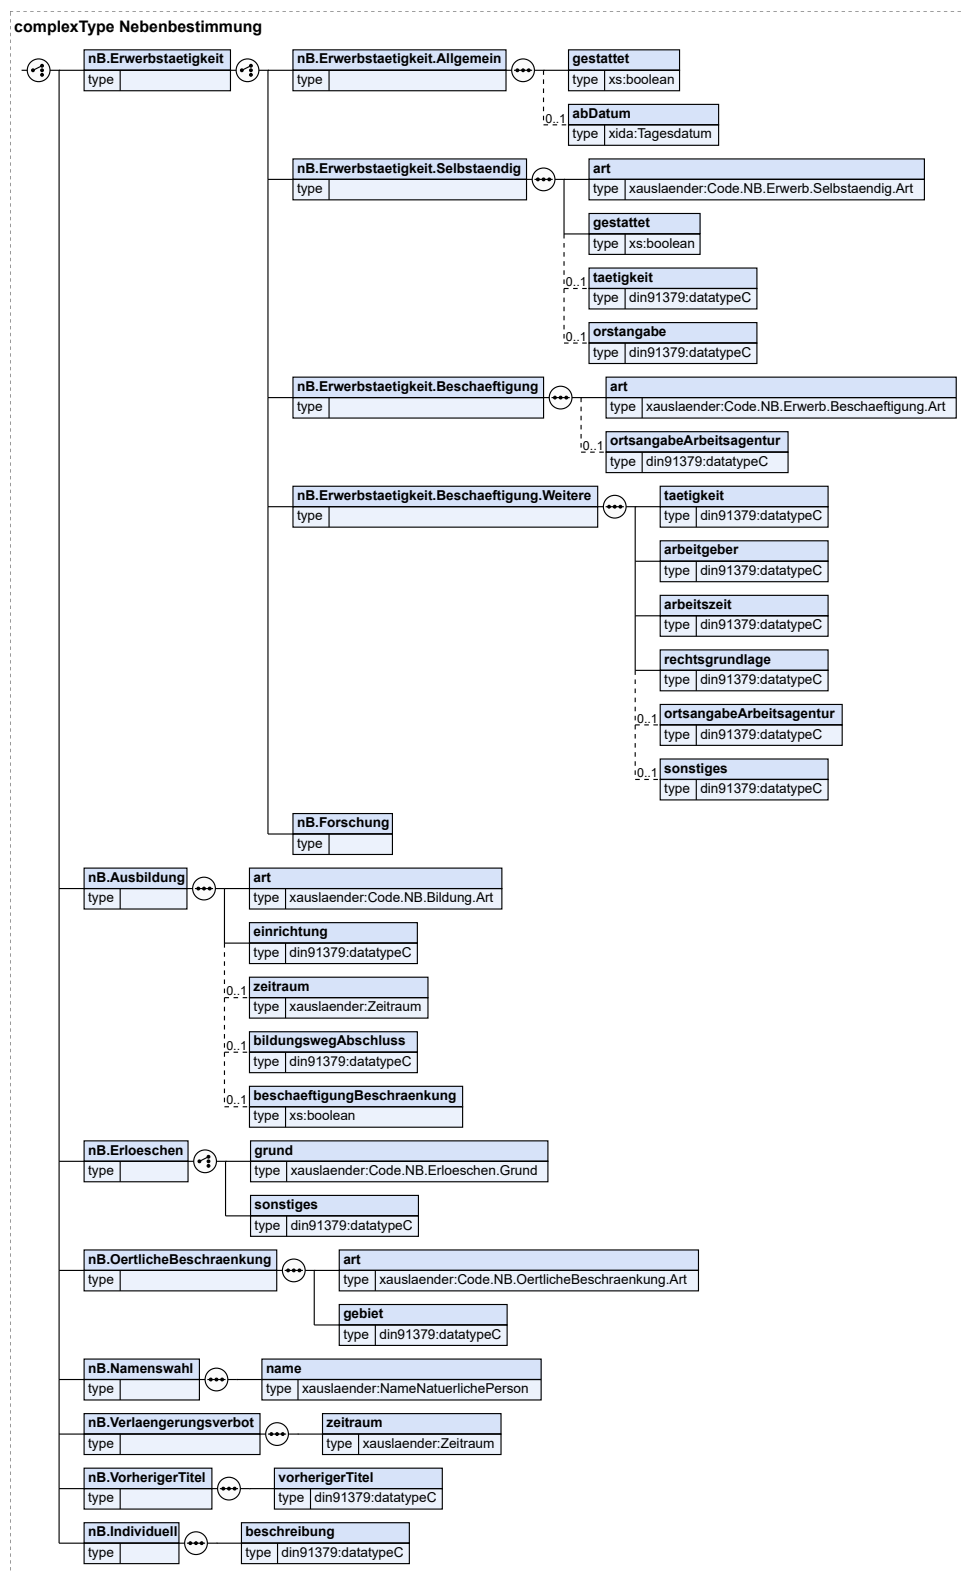 complexType Nebenbestimmung
nB.Erwerbstaetigkeit
type
nB.Erwerbstaetigkeit.Allgemein
type
gestattet
type xs:boolean
0..1
abDatum
type xida:Tagesdatum
nB.Erwerbstaetigkeit.Selbstaendig
type
art
type xauslaender:Code.NB.Erwerb.Selbstaendig.Art
gestattet
type xs:boolean
0..1
taetigkeit
type din91379:datatypeC
0..1
orstangabe
type din91379:datatypeC
nB.Erwerbstaetigkeit.Beschaeftigung
type
art
type xauslaender:Code.NB.Erwerb.Beschaeftigung.Art
0..1
ortsangabeArbeitsagentur
type din91379:datatypeC
nB.Erwerbstaetigkeit.Beschaeftigung.Weitere
type
taetigkeit
type din91379:datatypeC
arbeitgeber
type din91379:datatypeC
arbeitszeit
type din91379:datatypeC
rechtsgrundlage
type din91379:datatypeC
0..1
ortsangabeArbeitsagentur
type din91379:datatypeC
0..1
sonstiges
type din91379:datatypeC
nB.Forschung
type
nB.Ausbildung
type
art
type xauslaender:Code.NB.Bildung.Art
einrichtung
type din91379:datatypeC
0..1
zeitraum
type xauslaender:Zeitraum
0..1
bildungswegAbschluss
type din91379:datatypeC
0..1
beschaeftigungBeschraenkung
type xs:boolean
nB.Erloeschen
type
grund
type xauslaender:Code.NB.Erloeschen.Grund
sonstiges
type din91379:datatypeC
nB.OertlicheBeschraenkung
type
art
type xauslaender:Code.NB.OertlicheBeschraenkung.Art
gebiet
type din91379:datatypeC
nB.Namenswahl
type
name
type xauslaender:NameNatuerlichePerson
nB.Verlaengerungsverbot
type
zeitraum
type xauslaender:Zeitraum
nB.VorherigerTitel
type
vorherigerTitel
type din91379:datatypeC
nB.Individuell
type
beschreibung
type din91379:datatypeC